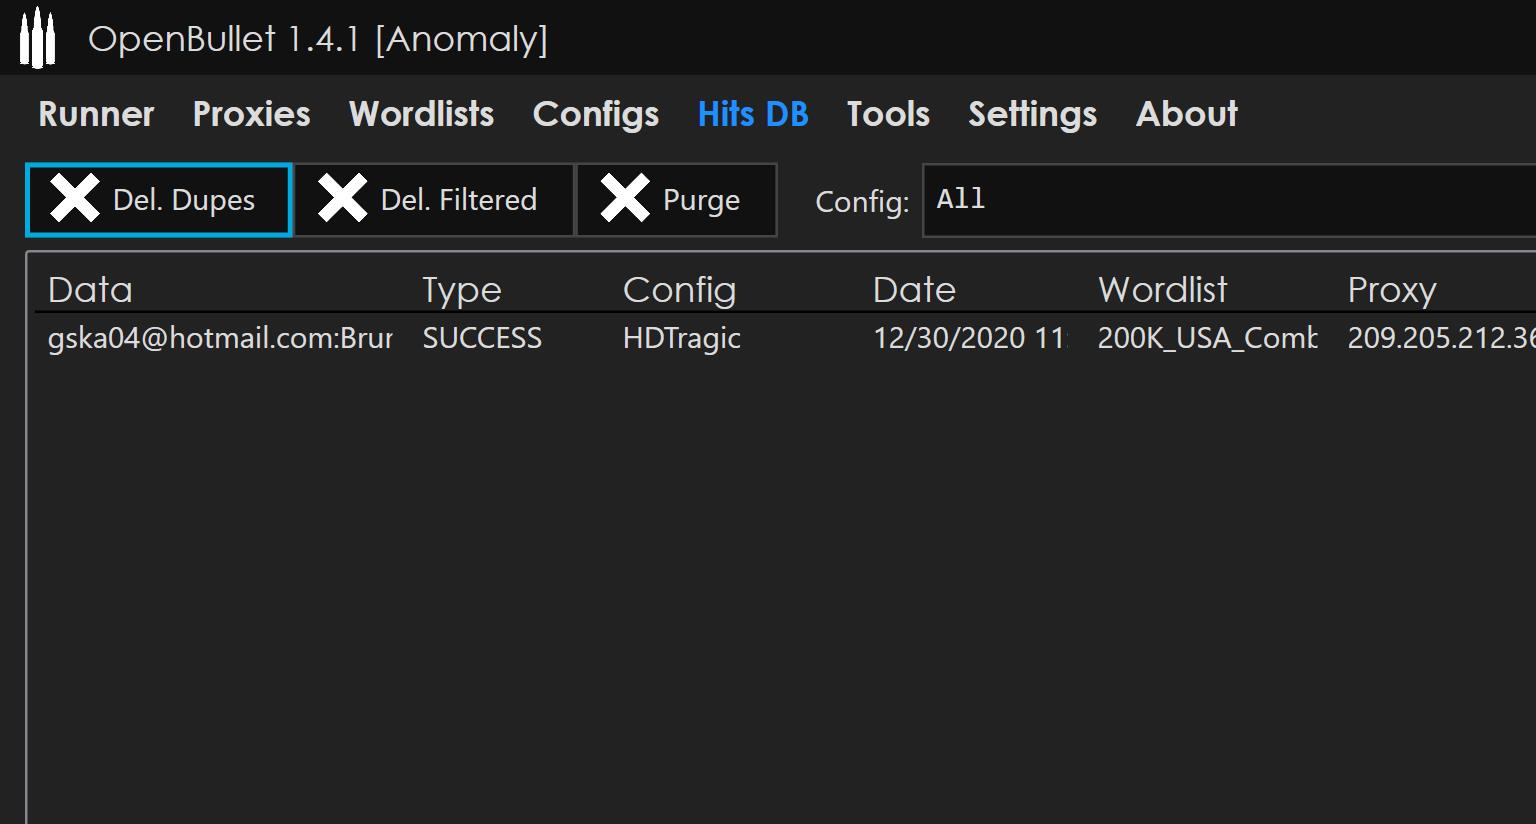 OpenBullet 1.4.1 [Anomaly]
Runner Proxies Wordlists Configs Hits DB Tools Settings About
Del. Dupes Del. Filtered Purge Config: All
Data Type Config Date Wordlist Proxy
gska04@hotmail.com:Brur SUCCESS HDTragic 12/30/2020 11: 200K_USA_Comb 209.205.212.36